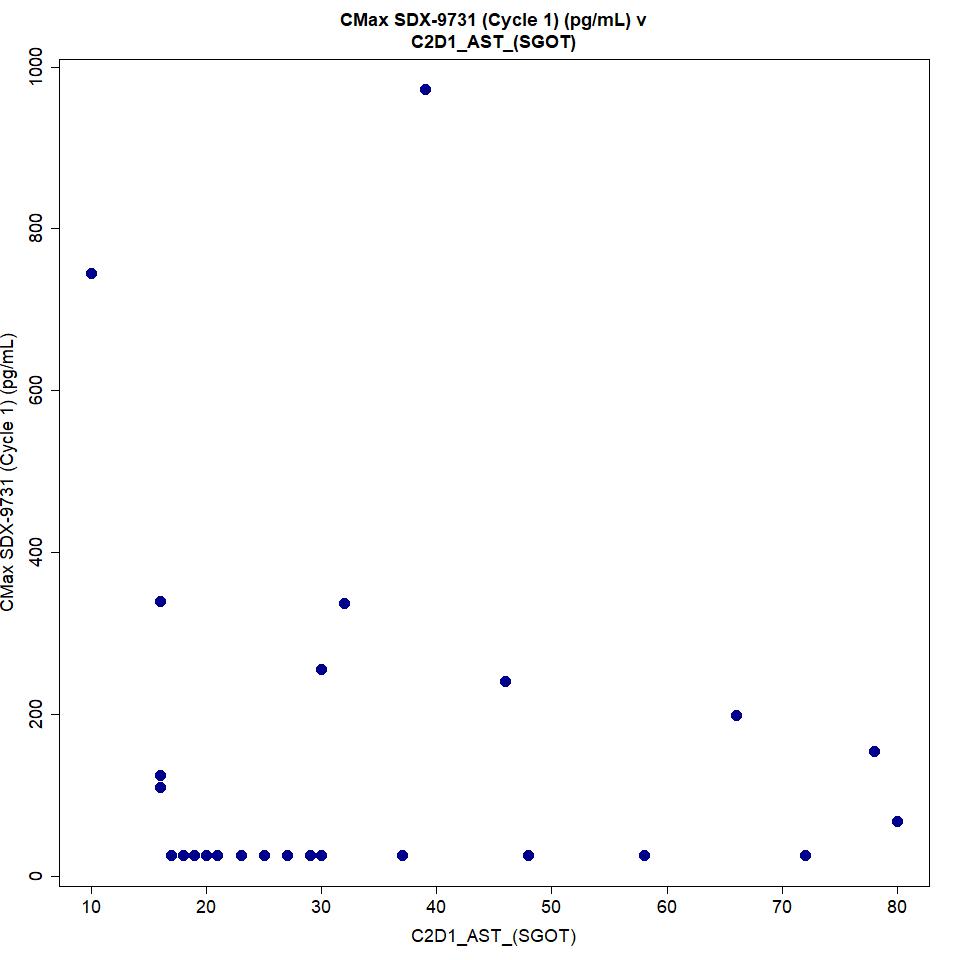 CMax SDX-9731 (Cycle 1) (pg/mL) v
C2D1_AST_(SGOT)
1000
800
600
400
200
0
CMax SDX-9731 (Cycle 1) (pg/mL)
10 20 30 40 50 60 70 80
C2D1_AST_(SGOT)